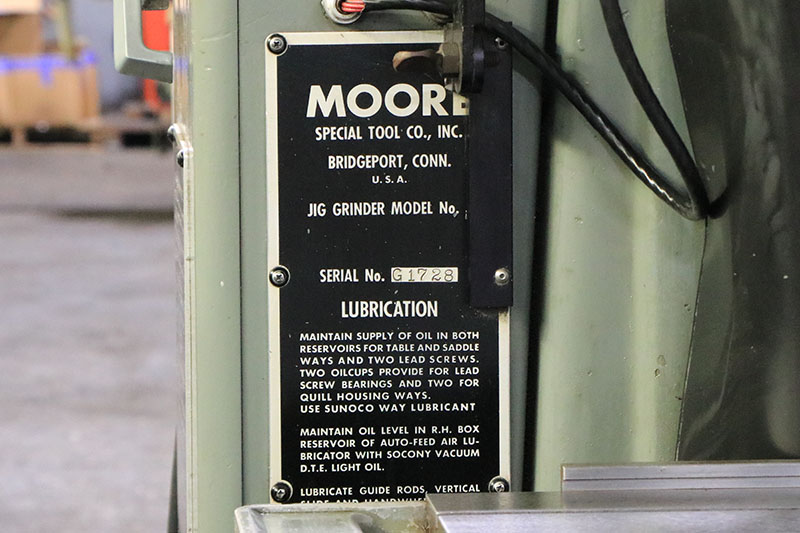 MOORE
SPECIAL TOOL CO., INC.
BRIDGEPORT, CONN.
U.S.A.
JIG GRINDER MODEL No.
SERIAL No. G1728
LUBRICATION
MAINTAIN SUPPLY OF OIL IN BOTH
RESERVOIRS FOR TABLE AND SADDLE
WAYS AND TWO LEAD SCREWS.
TWO OILCUPS PROVIDE FOR LEAD
SCREW BEARINGS AND TWO FOR
QUILL HOUSING WAYS.
USE SUNOCO WAY LUBRICANT
MAINTAIN OIL LEVEL IN R.H. BOX
RESERVOIR OF AUTO-FEED AIR LU-
BRICATOR WITH SOCONY VACUUM
D.T.E. LIGHT OIL.
LUBRICATE GUIDE RODS, VERTICAL
SLIDE AND